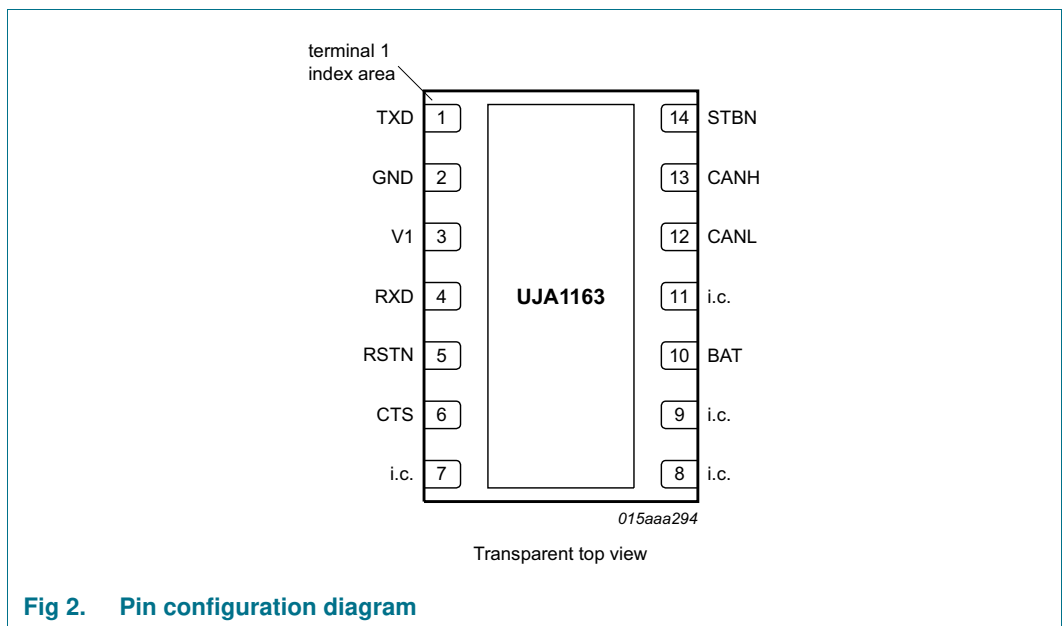 terminal 1
index area
TXD 1 14 STBN
GND 2 13 CANH
V1 3 12 CANL
RXD 4 UJA1163 11 i.c.
RSTN 5 10 BAT
CTS 6 9 i.c.
i.c. 7 8 i.c.
015aaa294
Transparent top view
Fig 2. Pin configuration diagram